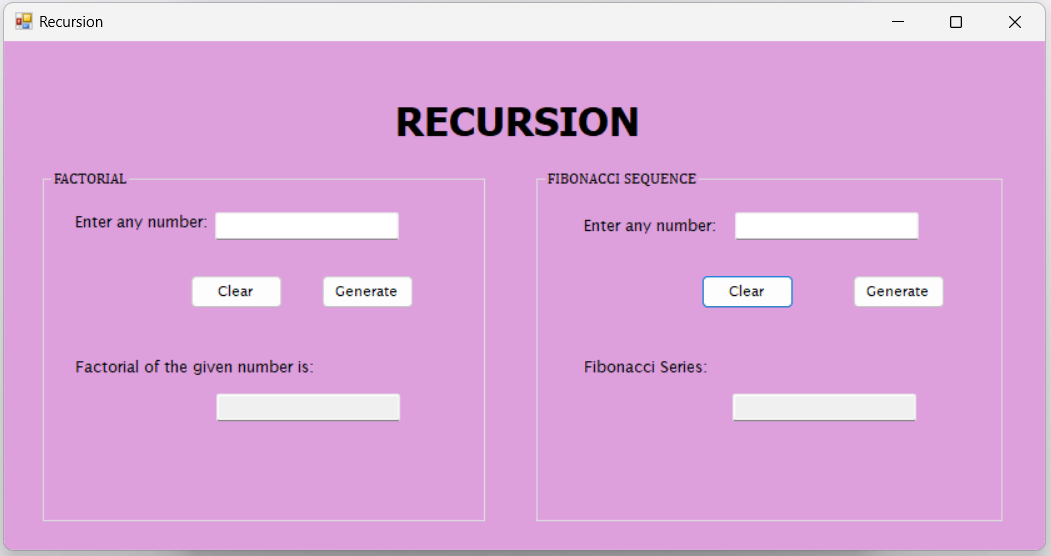 Recursion
RECURSION
FACTORIAL
Enter any number:
Clear Generate
Factorial of the given number is:
FIBONACCI SEQUENCE
Enter any number:
Clear Generate
Fibonacci Series: